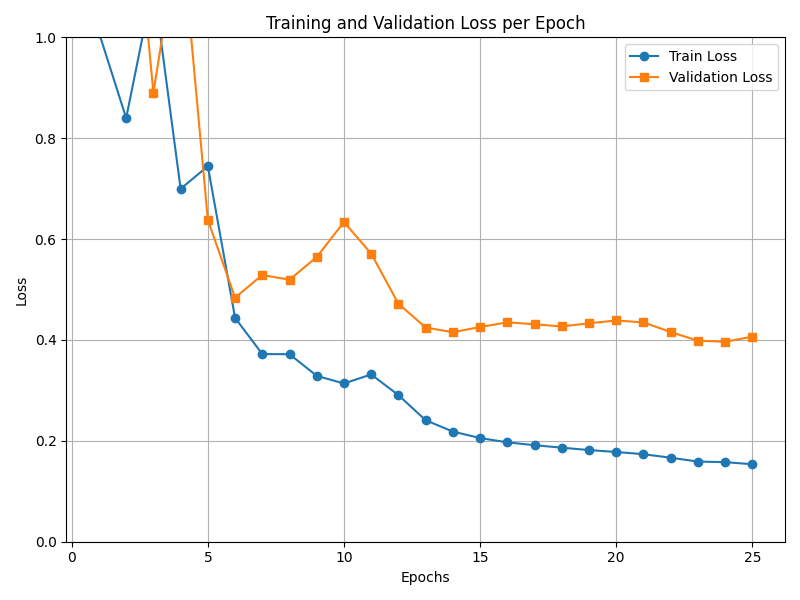 Training and Validation Loss per Epoch
Train Loss
Validation Loss
1.0
0.8
0.6
0.4
0.2
0.0
Loss
0 5 10 15 20 25
Epochs